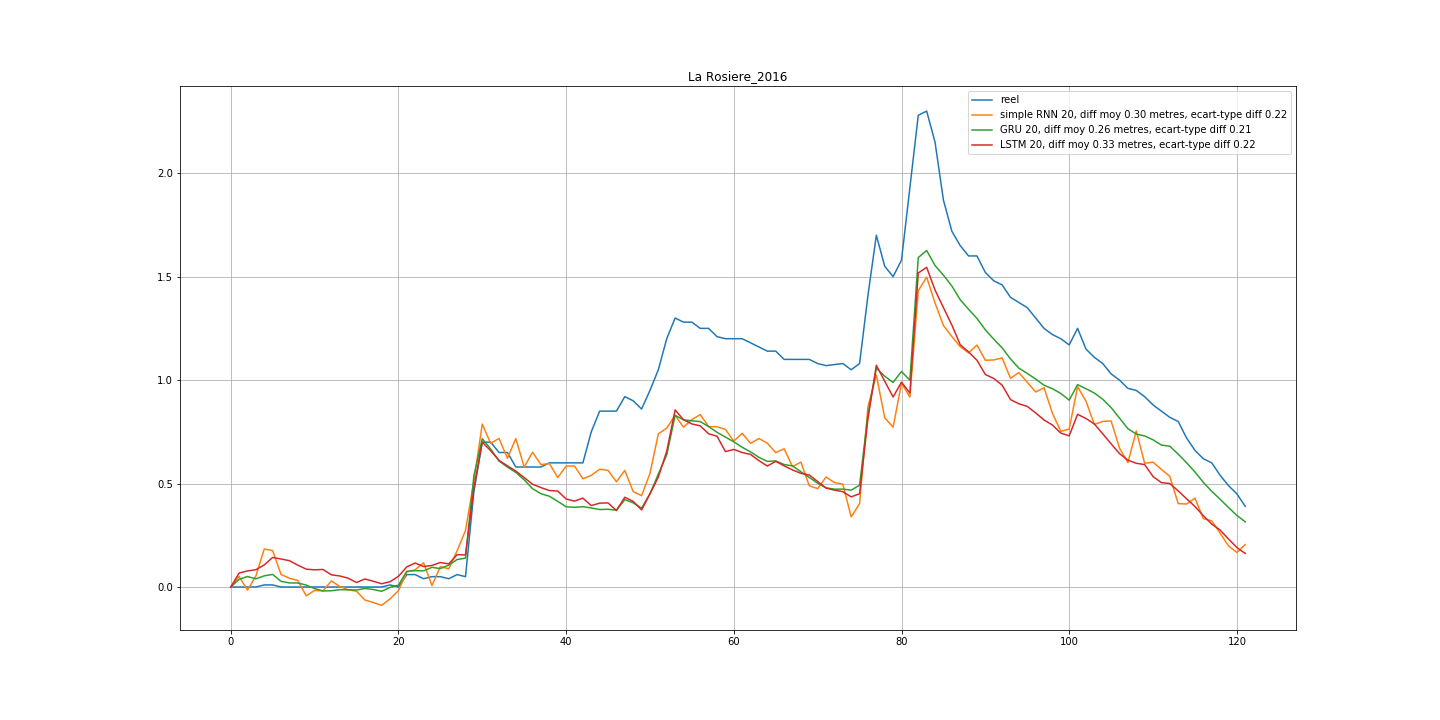 La Rosiere_2016
reel
simple RNN 20, diff moy 0.30 metres, ecart-type diff 0.22
GRU 20, diff moy 0.26 metres, ecart-type diff 0.21
LSTM 20, diff moy 0.33 metres, ecart-type diff 0.22
2.0
1.5
1.0
0.5
0.0
0 20 40 60 80 100 120